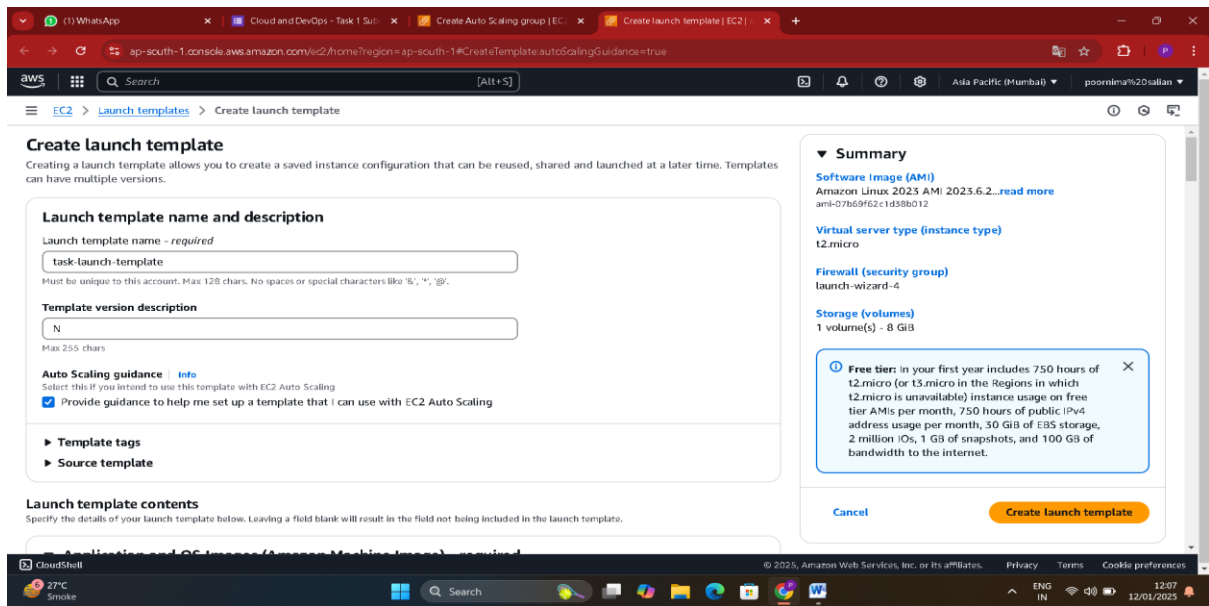 (1) WhatsApp
Cloud and DevOps - Task 1 Sub
Create Auto Scaling group | EC
Create launch template | EC2 |
ap-south-1.console.aws.amazon.com/ec2/home?region=ap-south-1#CreateTemplate:autoScalingGuidance=true
P
aws
Search
[Alt+S]
Asia Pacific (Mumbai)
poornima%20salian
EC2 > Launch templates > Create launch template
Create launch template
Creating a launch template allows you to create a saved instance configuration that can be reused, shared and launched at a later time. Templates
can have multiple versions.
Launch template name and description
Launch template name - required
task-launch-template
Must be unique to this account. Max 128 chars. No spaces or special characters like '&', '*', '@'.
Template version description
N
Max 255 chars
Auto Scaling guidance | Info
Select this if you intend to use this template with EC2 Auto Scaling
Provide guidance to help me set up a template that I can use with EC2 Auto Scaling
Template tags
Source template
Launch template contents
Specify the details of your launch template below. Leaving a field blank will result in the field not being included in the launch template.
Application and OS Images (Amazon Machine Image) - required
Summary
Software Image (AMI)
Amazon Linux 2023 AMI 2023.6.2...read more
ami-07b69f62c1d38b012
Virtual server type (instance type)
t2.micro
Firewall (security group)
launch-wizard-4
Storage (volumes)
1 volume(s) - 8 GiB
Free tier: In your first year includes 750 hours of
t2.micro (or t3.micro in the Regions in which
t2.micro is unavailable) instance usage on free
tier AMIs per month, 750 hours of public IPv4
address usage per month, 30 GiB of EBS storage,
2 million IOs, 1 GB of snapshots, and 100 GB of
bandwidth to the internet.
Cancel
Create launch template
CloudShell
© 2025, Amazon Web Services, Inc. or its affiliates.
Privacy
Terms
Cookie preferences
6
27°C
Smoke
Search
ENG
IN
12:07
12/01/2025